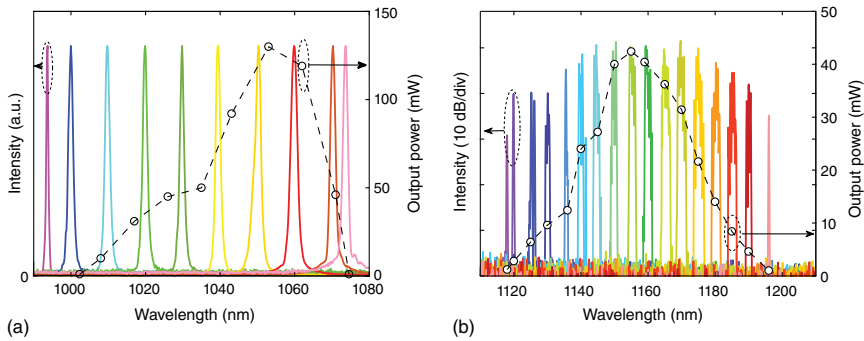 150
100
50
0
Output power (mW)
Intensity (a.u.)
0
1000 1020 1040 1060 1080
Wavelength (nm)
(a)
50
40
30
20
10
0
Output power (mW)
Intensity (10 dB/div)
1120 1140 1160 1180 1200
Wavelength (nm)
(b)